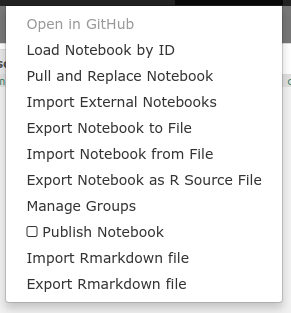 Open in GitHub
Load Notebook by ID
Pull and Replace Notebook
Import External Notebooks
Export Notebook to File
Import Notebook from File
Export Notebook as R Source File
Manage Groups
Publish Notebook
Import Rmarkdown file
Export Rmarkdown file